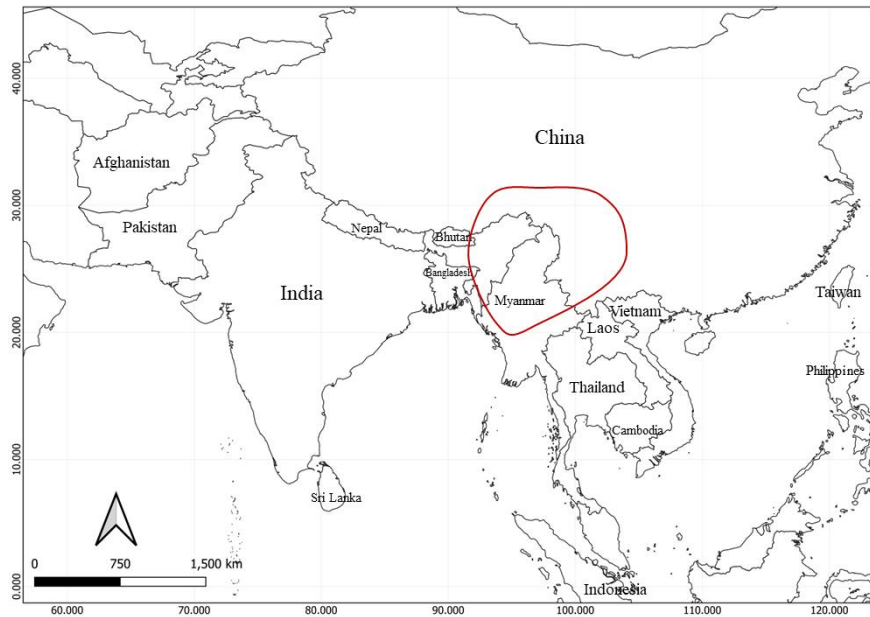 40.000
China
Afghanistan
30.000
Pakistan
Nepal
Bhutan
Bangladesh
India
Myanmar
Taiwan
Vietnam
20.000
Laos
Philippines
Thailand
Cambodia
10.000
Sri Lanka
0 750 1,500 km
0.000
Indonesia
60.000 70.000 80.000 90.000 100.000 110.000 120.000